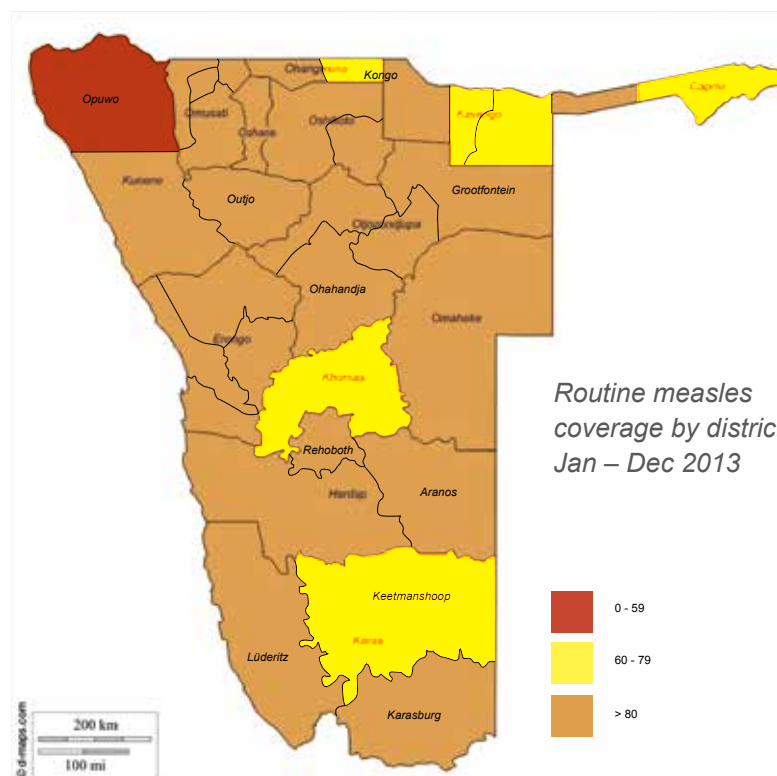 Opuwo
Ohangwena
Kongo
Caprivi
Omusati
Oshana
Oshikoto
Kavango
Kunene
Outjo
Grootfontein
Otjozondjupa
Ohahandja
Omaheke
Erongo
Khomas
Routine measles
coverage by distric
Jan – Dec 2013
Rehoboth
Hardap
Aranos
Keetmanshoop
Karas
Lüderitz
Karasburg
0 - 59
60 - 79
> 80
200 km
100 mi
© d-maps.com